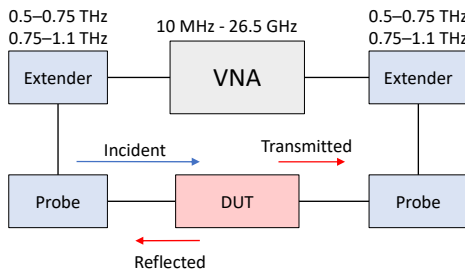 0.5–0.75 THz
0.75–1.1 THz
10 MHz - 26.5 GHz
0.5–0.75 THz
0.75–1.1 THz
Extender
VNA
Extender
Incident
Transmitted
Probe
DUT
Probe
Reflected